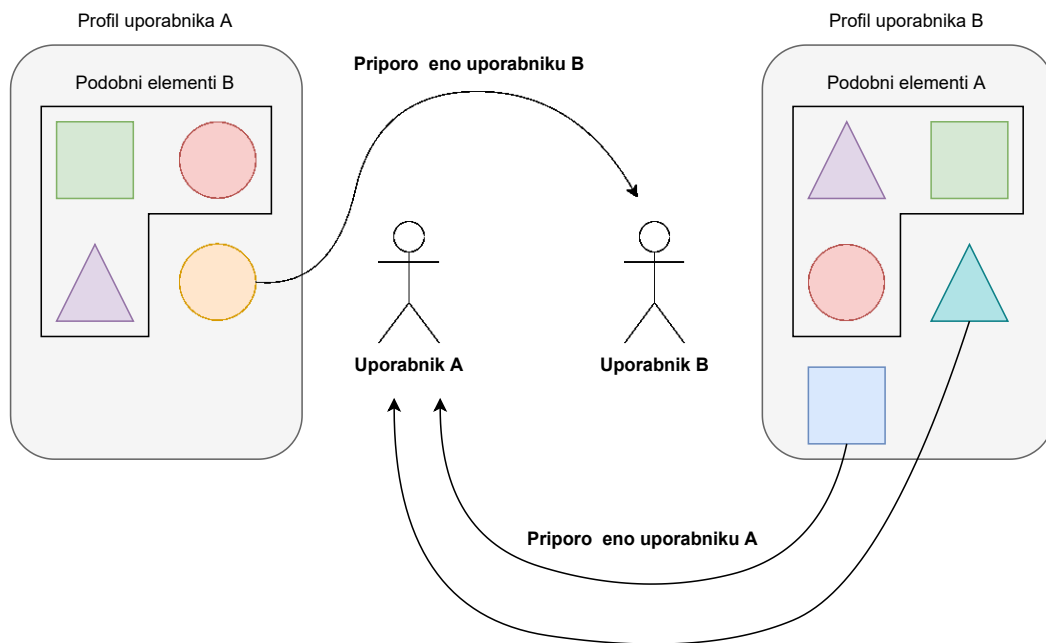 Profil uporabnika A
Profil uporabnika B
Podobni elementi B
Priporo eno uporabniku B
Podobni elementi A
Uporabnik A
Uporabnik B
Priporo eno uporabniku A